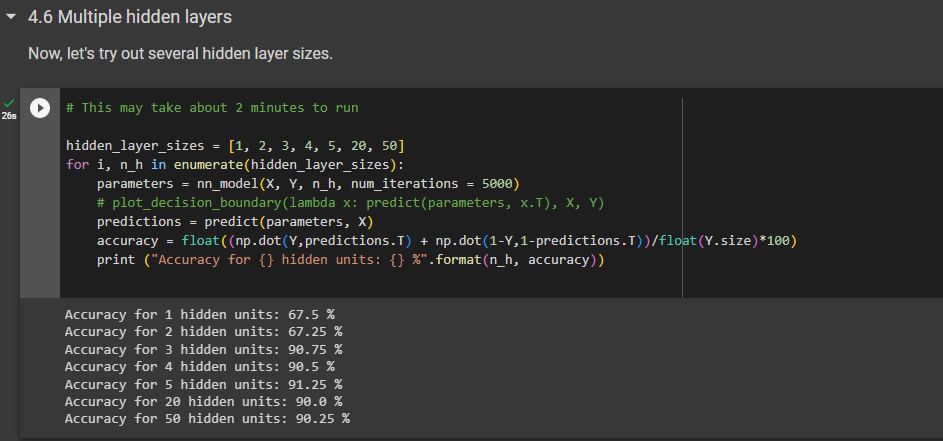 4.6 Multiple hidden layers
Now, let's try out several hidden layer sizes.
26s
# This may take about 2 minutes to run
hidden_layer_sizes = [1, 2, 3, 4, 5, 20, 50]
for i, n_h in enumerate(hidden_layer_sizes):
    parameters = nn_model(X, Y, n_h, num_iterations = 5000)
    # plot_decision_boundary(lambda x: predict(parameters, x.T), X, Y)
    predictions = predict(parameters, X)
    accuracy = float((np.dot(Y,predictions.T) + np.dot(1-Y,1-predictions.T))/float(Y.size)*100)
    print ("Accuracy for {} hidden units: {} %".format(n_h, accuracy))
Accuracy for 1 hidden units: 67.5 %
Accuracy for 2 hidden units: 67.25 %
Accuracy for 3 hidden units: 90.75 %
Accuracy for 4 hidden units: 90.5 %
Accuracy for 5 hidden units: 91.25 %
Accuracy for 20 hidden units: 90.0 %
Accuracy for 50 hidden units: 90.25 %